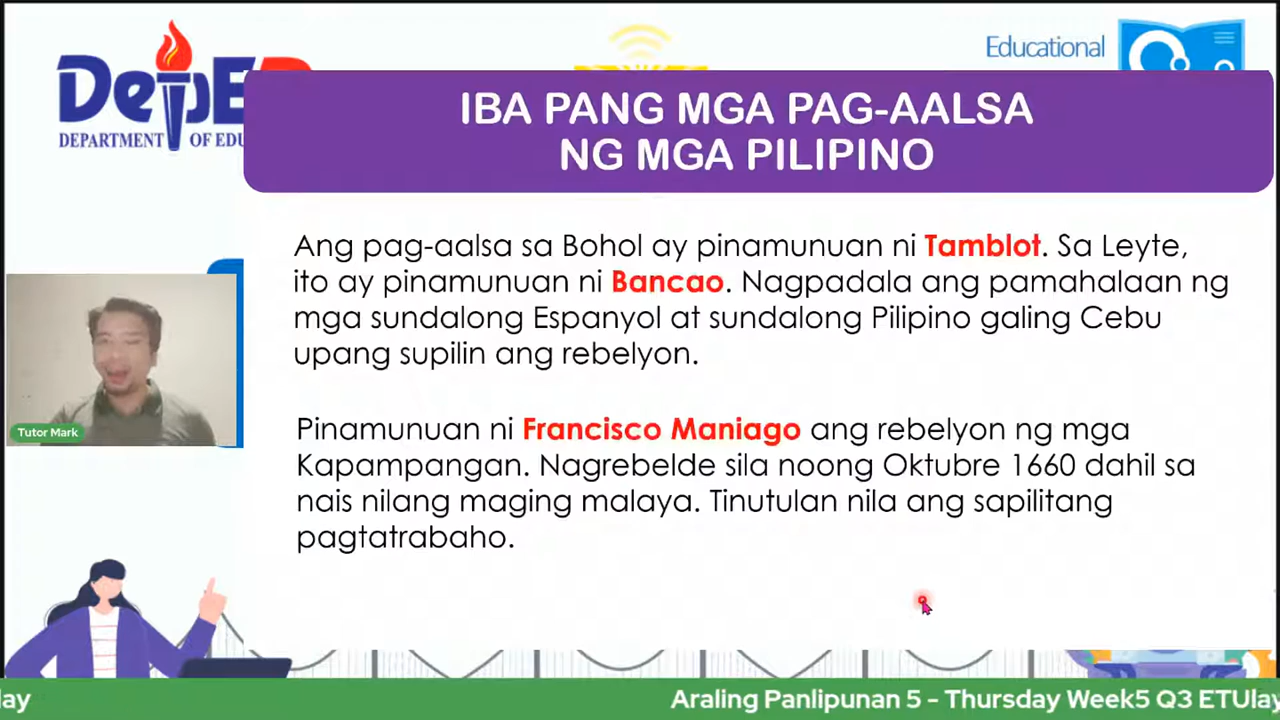 DepE
DEPARTMENT OF EDU
Educational
IBA PANG MGA PAG-AALSA
NG MGA PILIPINO
Ang pag-aalsa sa Bohol ay pinamunuan ni Tamblot. Sa Leyte,
ito ay pinamunuan ni Bancao. Nagpadala ang pamahalaan ng
mga sundalong Espanyol at sundalong Pilipino galing Cebu
upang supilin ang rebelyon.
Pinamunuan ni Francisco Maniago ang rebelyon ng mga
Kapampangan. Nagrebelde sila noong Oktubre 1660 dahil sa
nais nilang maging malaya. Tinutulan nila ang sapilitang
pagtatrabaho.
Tutor Mark
lay
Araling Panlipunan 5 - Thursday Week5 Q3 ETUlay